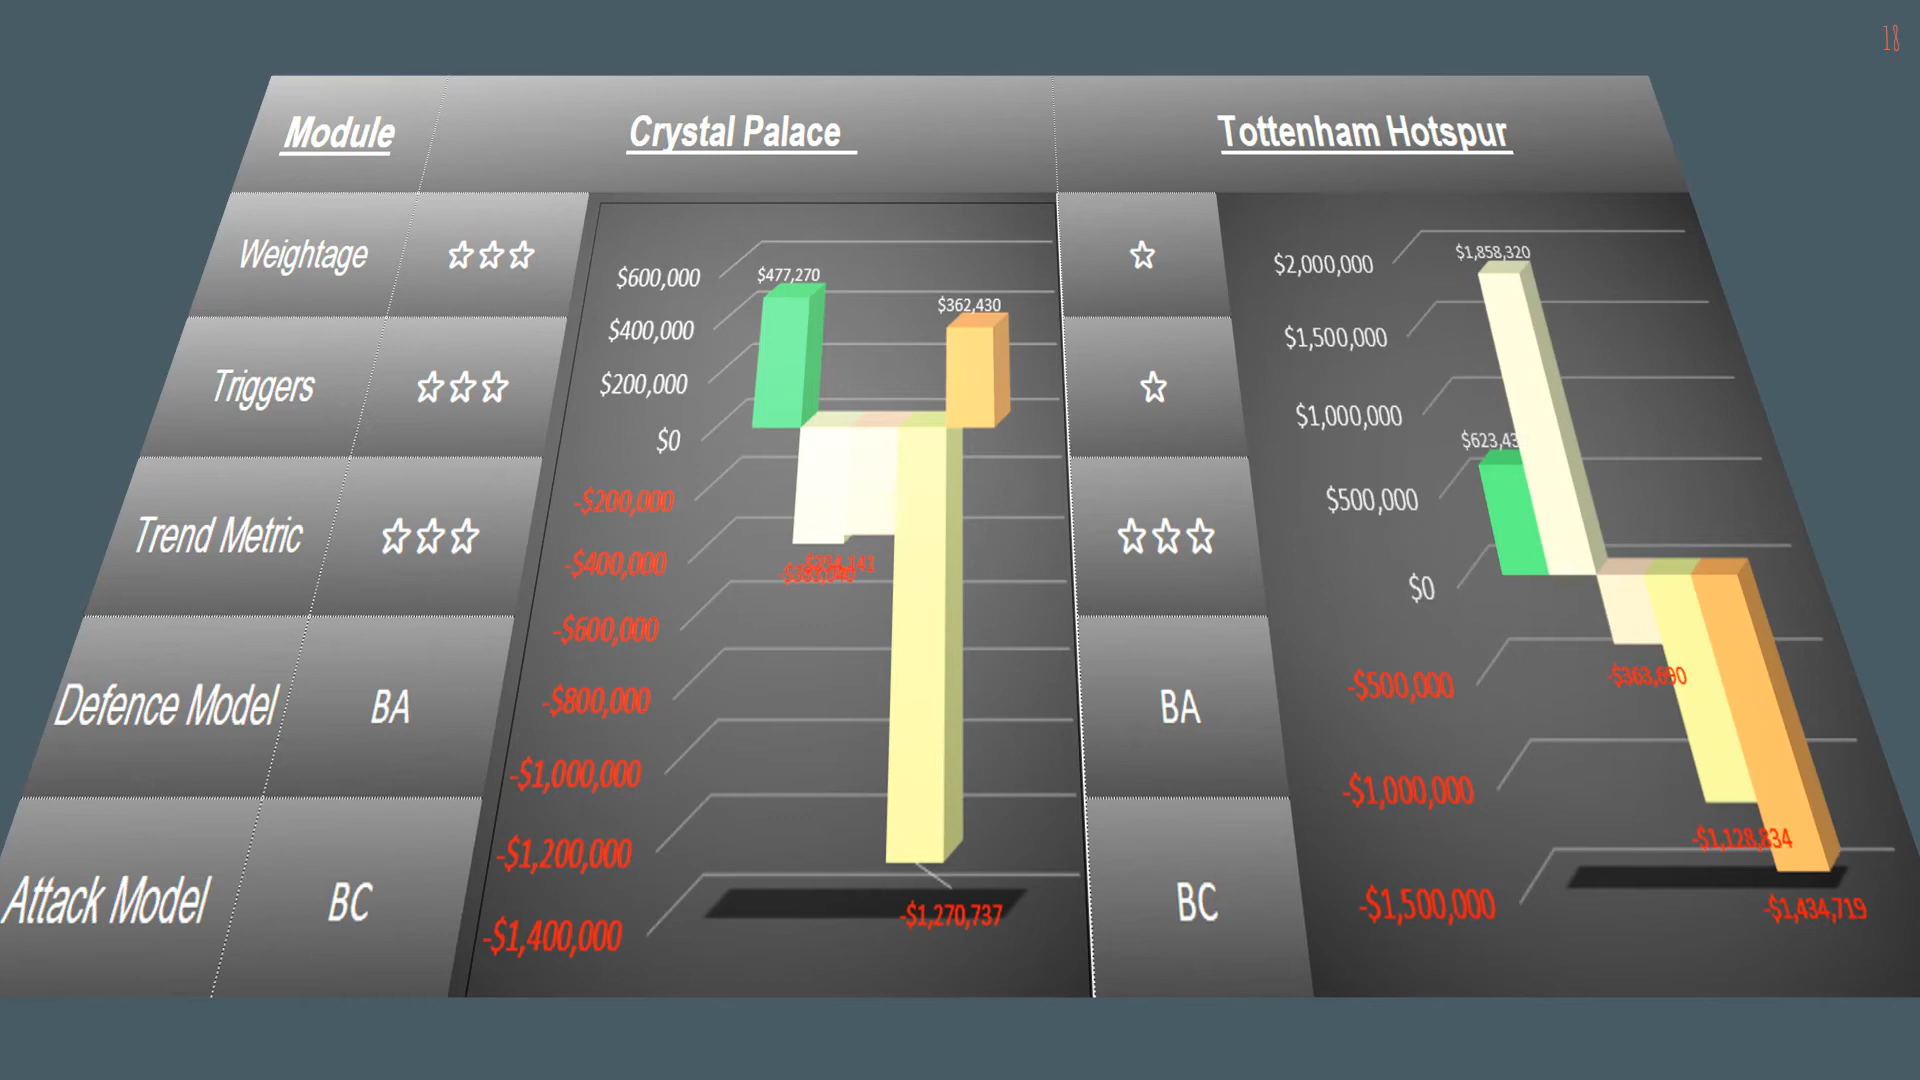 18
Module
Crystal Palace
Tottenham Hotspur
Weightage
Triggers
Trend Metric
Defence Model
BA
BA
Attack Model
BC
BC
$600,000
$400,000
$200,000
$0
-$200,000
-$400,000
-$600,000
-$800,000
-$1,000,000
-$1,200,000
-$1,400,000
$477,270
$362,430
-$1,270,737
$2,000,000
$1,500,000
$1,000,000
$500,000
$0
-$500,000
-$1,000,000
-$1,500,000
$1,858,320
-$363,690
-$1,128,834
-$1,434,719